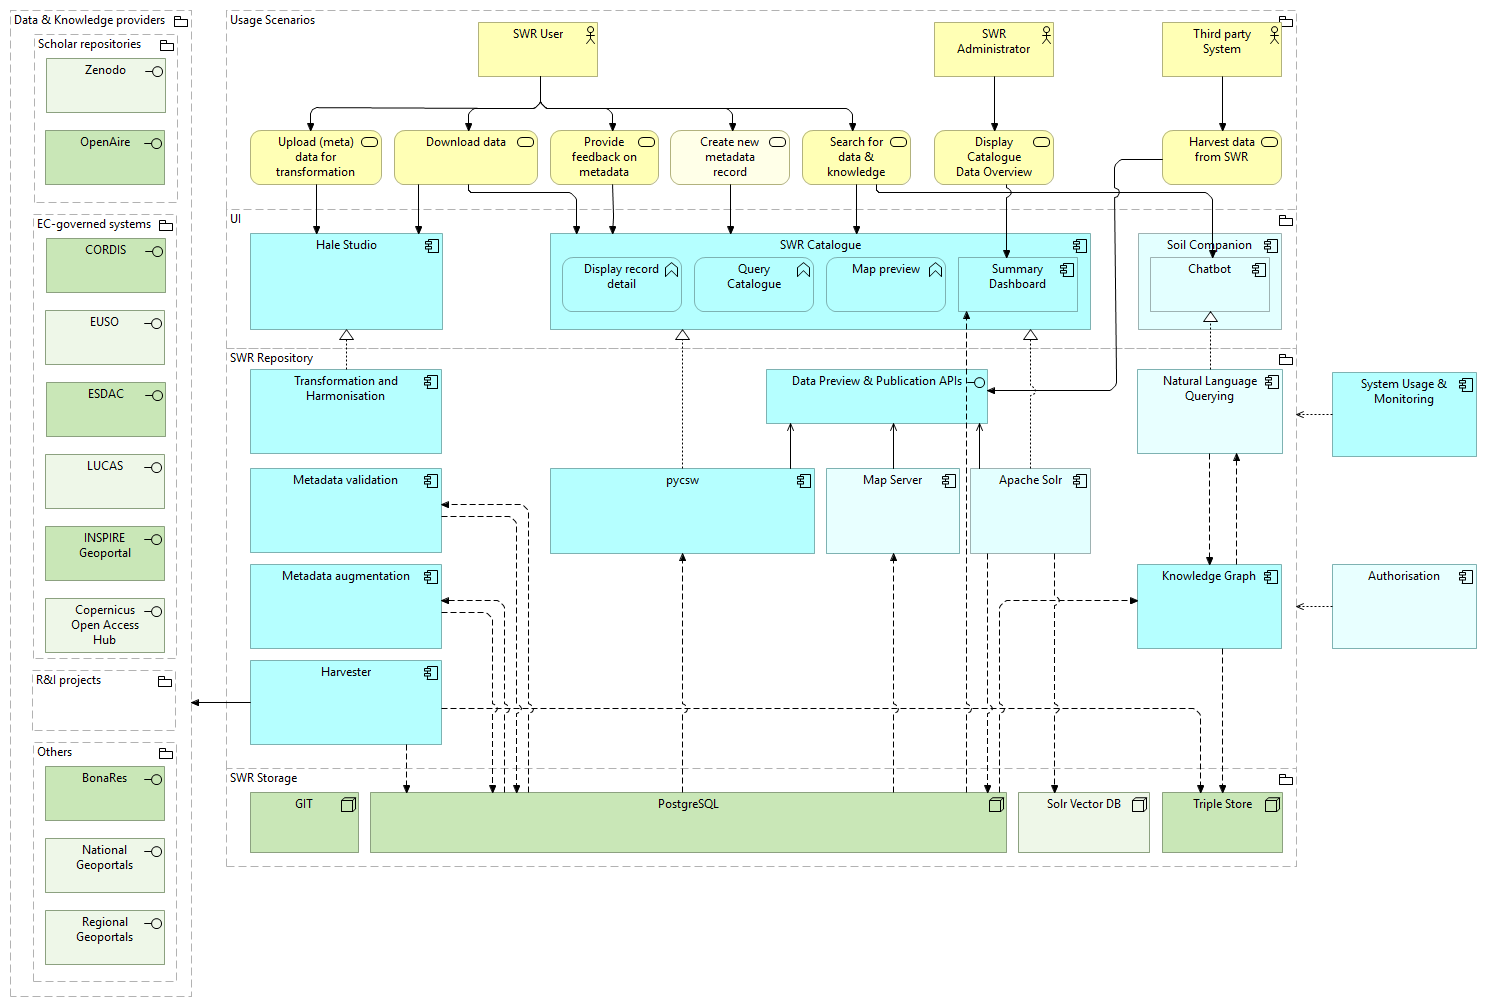 Data & Knowledge providers
Scholar repositories
Zenodo
OpenAire
EC-governed systems
CORDIS
EUSO
ESDAC
LUCAS
INSPIRE
Geoportal
Copernicus
Open Access
Hub
R&I projects
Others
BonaRes
National
Geoportals
Regional
Geoportals
Usage Scenarios
SWR User
SWR
Administrator
Third party
System
Upload (meta)
data for
transformation
Download data
Provide
feedback on
metadata
Create new
metadata
record
Search for
data &
knowledge
Display
Catalogue
Data Overview
Harvest data
from SWR
UI
Hale Studio
SWR Catalogue
Display record
detail
Query
Catalogue
Map preview
Summary
Dashboard
Soil Companion
Chatbot
SWR Repository
Transformation and
Harmonisation
Data Preview & Publication APIs
Natural Language
Querying
System Usage &
Monitoring
Metadata validation
pycsw
Map Server
Apache Solr
Metadata augmentation
Knowledge Graph
Authorisation
Harvester
SWR Storage
GIT
PostgreSQL
Solr Vector DB
Triple Store